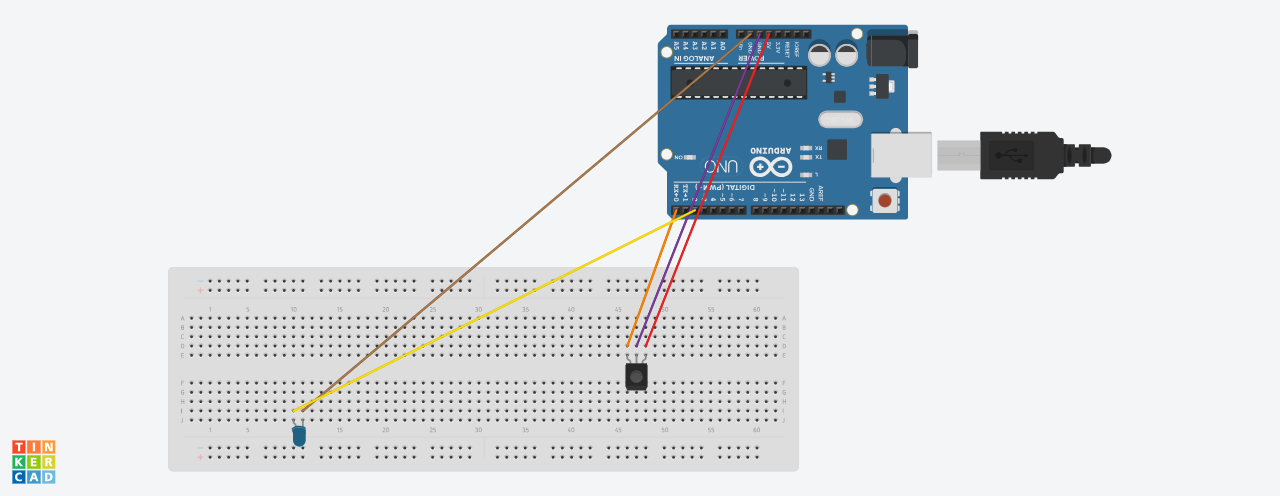 A5 A4 A3 A2 A1 A0
Vin GND GND 5V 3.3V RESET IOREF
ANALOG IN
POWER
ON
UNO
ARDUINO
RX
TX
L
DIGITAL (PWM~)
RX←0 TX→1 2 4 ~5 ~6 7 8 ~9 ~10 ~11 12 13 GND AREF
1 5 10 15 20 25 30 35 40 45 50 55 60
A A
B B
C C
D D
E E
F F
G G
H H
I I
J J
1 5 15 20 25 30 35 40 45 50 55 60
TIN
KER
CAD